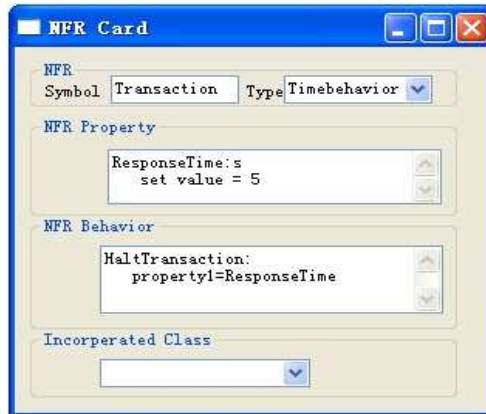 NFR Card
NFR
Symbol Transaction Type Timebehavior
NFR Property
ResponseTime:s
set value = 5
NFR Behavior
HaltTransaction:
property1=ResponseTime
Incorperated Class